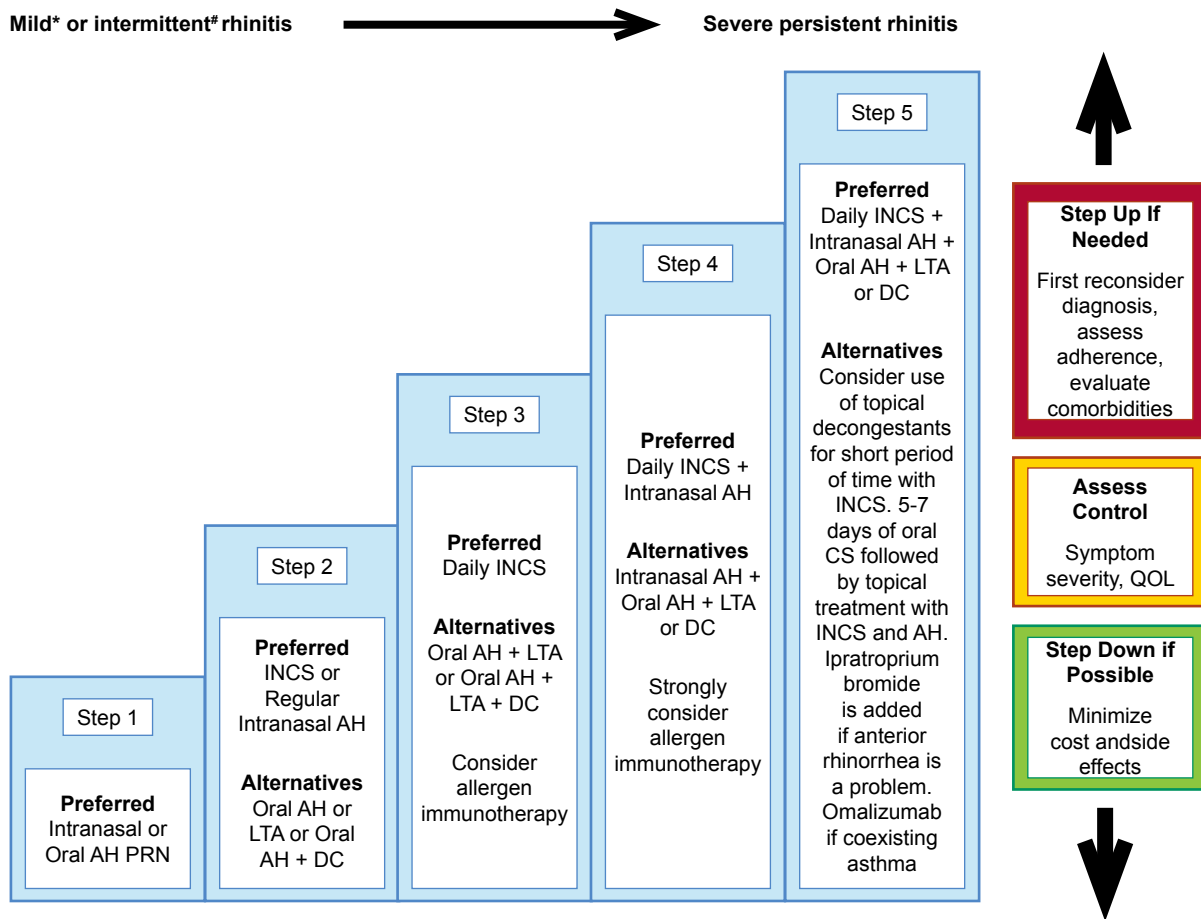 Mild* or intermittent# rhinitis
Severe persistent rhinitis
Step 1
Preferred
Intranasal or
Oral AH PRN
Step 2
Preferred
INCS or
Regular
Intranasal AH
Alternatives
Oral AH or
LTA or Oral
AH + DC
Step 3
Preferred
Daily INCS
Alternatives
Oral AH + LTA
or Oral AH +
LTA + DC
Consider
allergen
immunotherapy
Step 4
Preferred
Daily INCS +
Intranasal AH
Alternatives
Intranasal AH +
Oral AH + LTA
or DC
Strongly
consider
allergen
immunotherapy
Step 5
Preferred
Daily INCS +
Intranasal AH +
Oral AH + LTA
or DC
Alternatives
Consider use
of topical
decongestants
for short period
of time with
INCS. 5-7
days of oral
CS followed
by topical
treatment with
INCS and AH.
Ipratroprium
bromide
is added
if anterior
rhinorrhea is
a problem.
Omalizumab
if coexisting
asthma
Step Up If
Needed
First reconsider
diagnosis,
assess
adherence,
evaluate
comorbidities
Assess
Control
Symptom
severity, QOL
Step Down if
Possible
Minimize
cost andside
effects